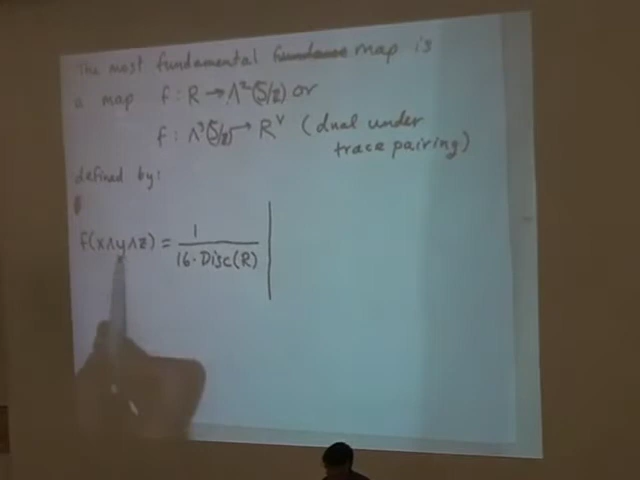 The most fundamental map is
a map f : R → Λ²(S/Z) or
f : Λ³(S/Z) → R^∨ (dual under
trace pairing)
defined by:
f(x∧y∧z) = 1 / 16·Disc(R) |